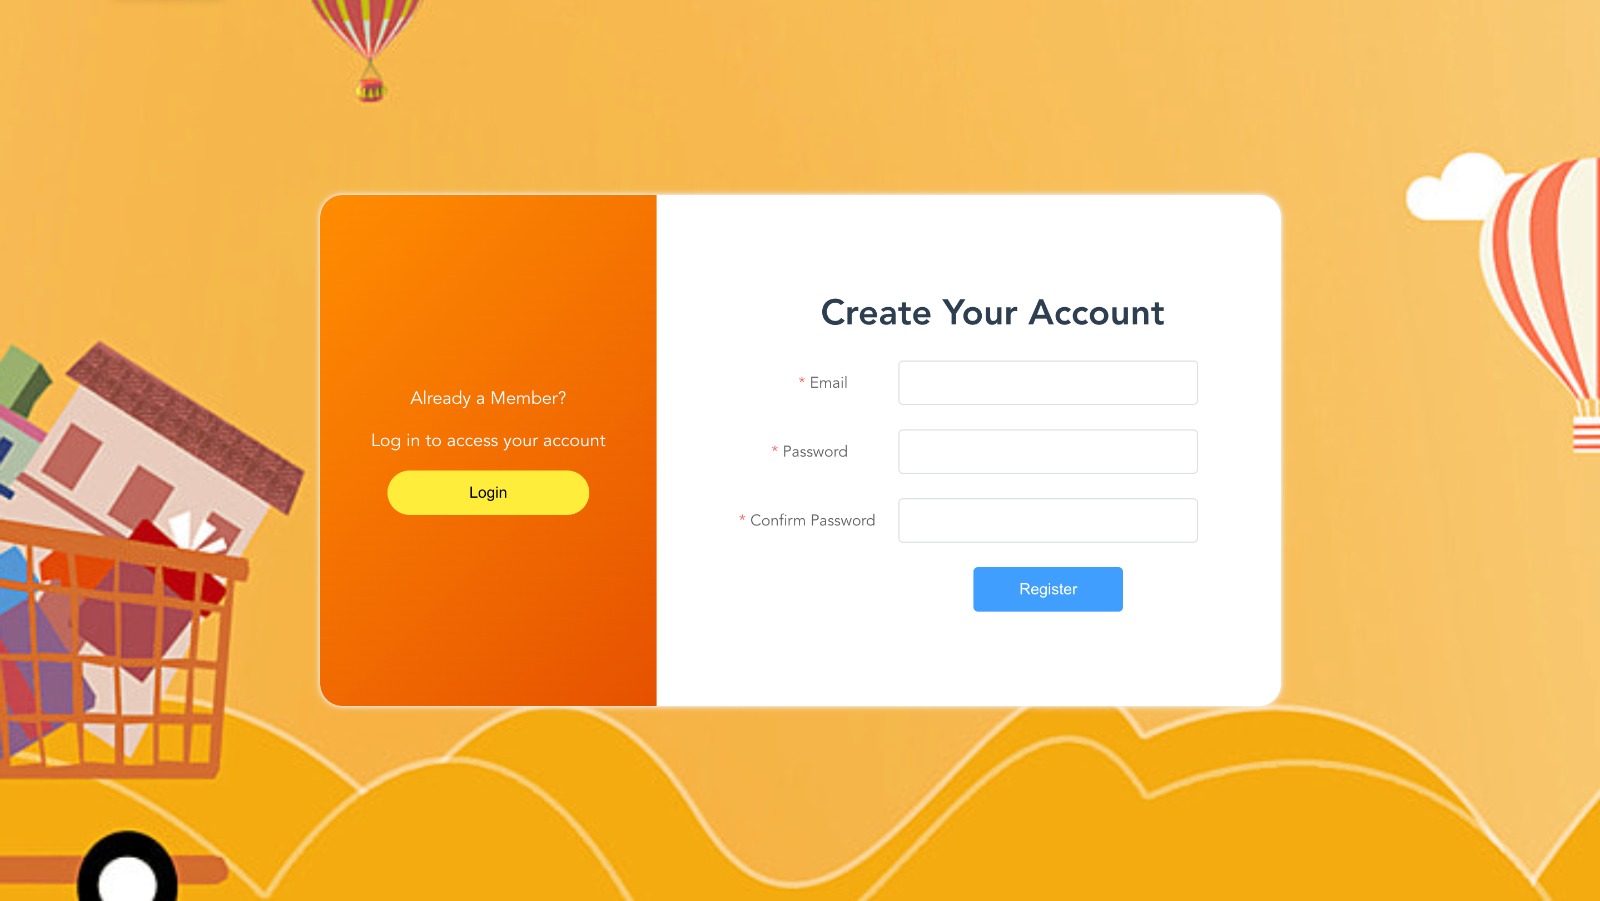 Already a Member?
Log in to access your account
Login
Create Your Account
* Email
* Password
* Confirm Password
Register